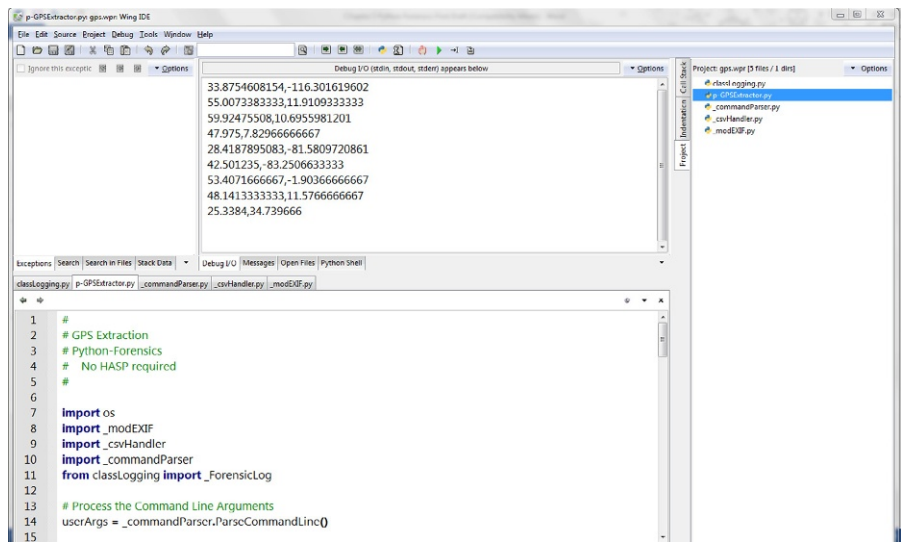 p-GPSExtractor.py: gps.wpr: Wing IDE
File Edit Source Project Debug Tools Window Help
Ignore this exceptic
Options
Debug I/O (stdin, stdout, stderr) appears below
Options
33.8754608154,-116.301619602
55.0073383333,11.9109333333
59.92475508,10.6955981201
47.975,7.82966666667
28.4187895083,-81.5809720861
42.501235,-83.2506633333
53.4071666667,-1.90366666667
48.1413333333,11.5766666667
25.3384,34.739666
Call Stack
Indentation
Project
Project: gps.wpr [5 files / 1 dirs]
Options
classLogging.py
p-GPSExtractor.py
_commandParser.py
_csvHandler.py
_modEXIF.py
Exceptions Search Search in Files Stack Data
Debug I/O Messages Open Files Python Shell
classLogging.py p-GPSExtractor.py _commandParser.py _csvHandler.py _modEXIF.py
1 #
2 # GPS Extraction
3 # Python-Forensics
4 # No HASP required
5 #
6
7 import os
8 import _modEXIF
9 import _csvHandler
10 import _commandParser
11 from classLogging import _ForensicLog
12
13 # Process the Command Line Arguments
14 userArgs = _commandParser.ParseCommandLine()
15